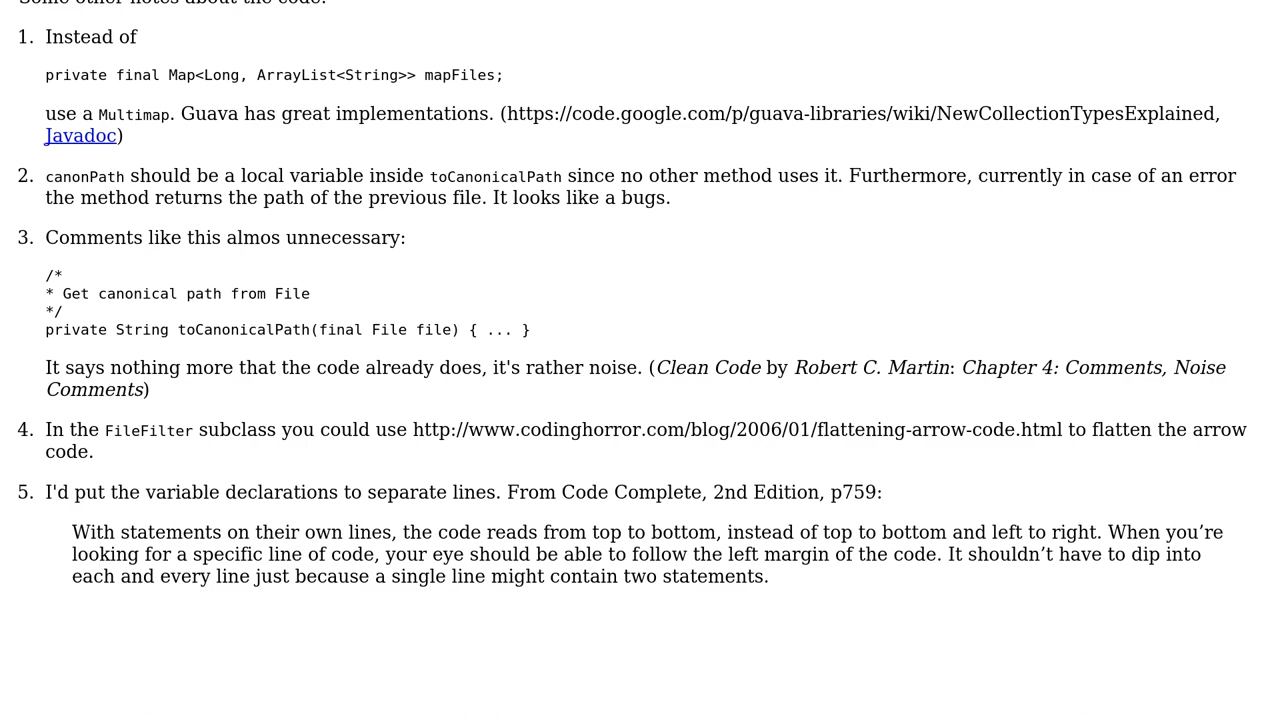 Some other notes about the code:
1. Instead of
private final Map<Long, ArrayList<String>> mapFiles;
use a Multimap. Guava has great implementations. (https://code.google.com/p/guava-libraries/wiki/NewCollectionTypesExplained,
Javadoc)
2. canonPath should be a local variable inside toCanonicalPath since no other method uses it. Furthermore, currently in case of an error
the method returns the path of the previous file. It looks like a bugs.
3. Comments like this almos unnecessary:
/*
* Get canonical path from File
*/
private String toCanonicalPath(final File file) { ... }
It says nothing more that the code already does, it's rather noise. (Clean Code by Robert C. Martin: Chapter 4: Comments, Noise
Comments)
4. In the FileFilter subclass you could use http://www.codinghorror.com/blog/2006/01/flattening-arrow-code.html to flatten the arrow
code.
5. I'd put the variable declarations to separate lines. From Code Complete, 2nd Edition, p759:
With statements on their own lines, the code reads from top to bottom, instead of top to bottom and left to right. When you’re
looking for a specific line of code, your eye should be able to follow the left margin of the code. It shouldn’t have to dip into
each and every line just because a single line might contain two statements.